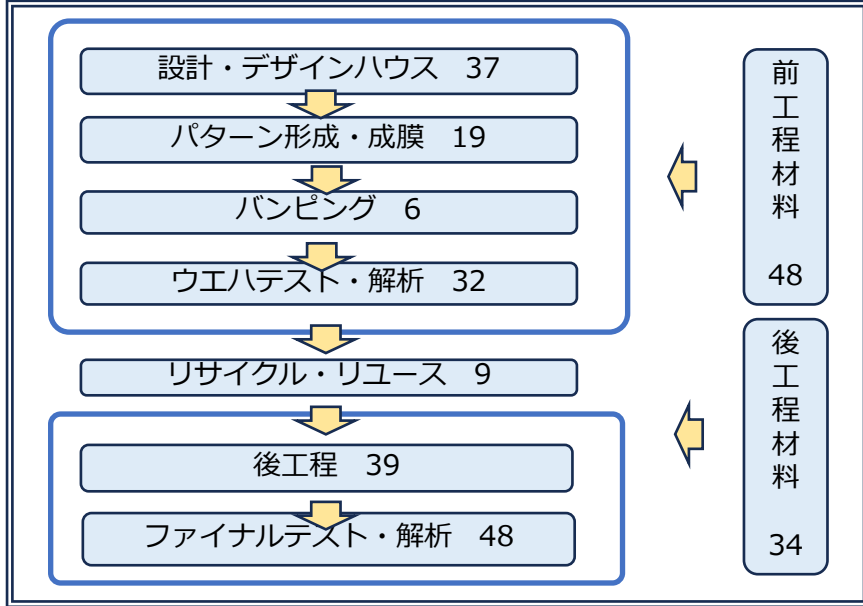 設計・デザインハウス　37
パターン形成・成膜　19
バンピング　6
ウエハテスト・解析　32
リサイクル・リユース　9
後工程　39
ファイナルテスト・解析　48
前工程材料
48
後工程材料
34